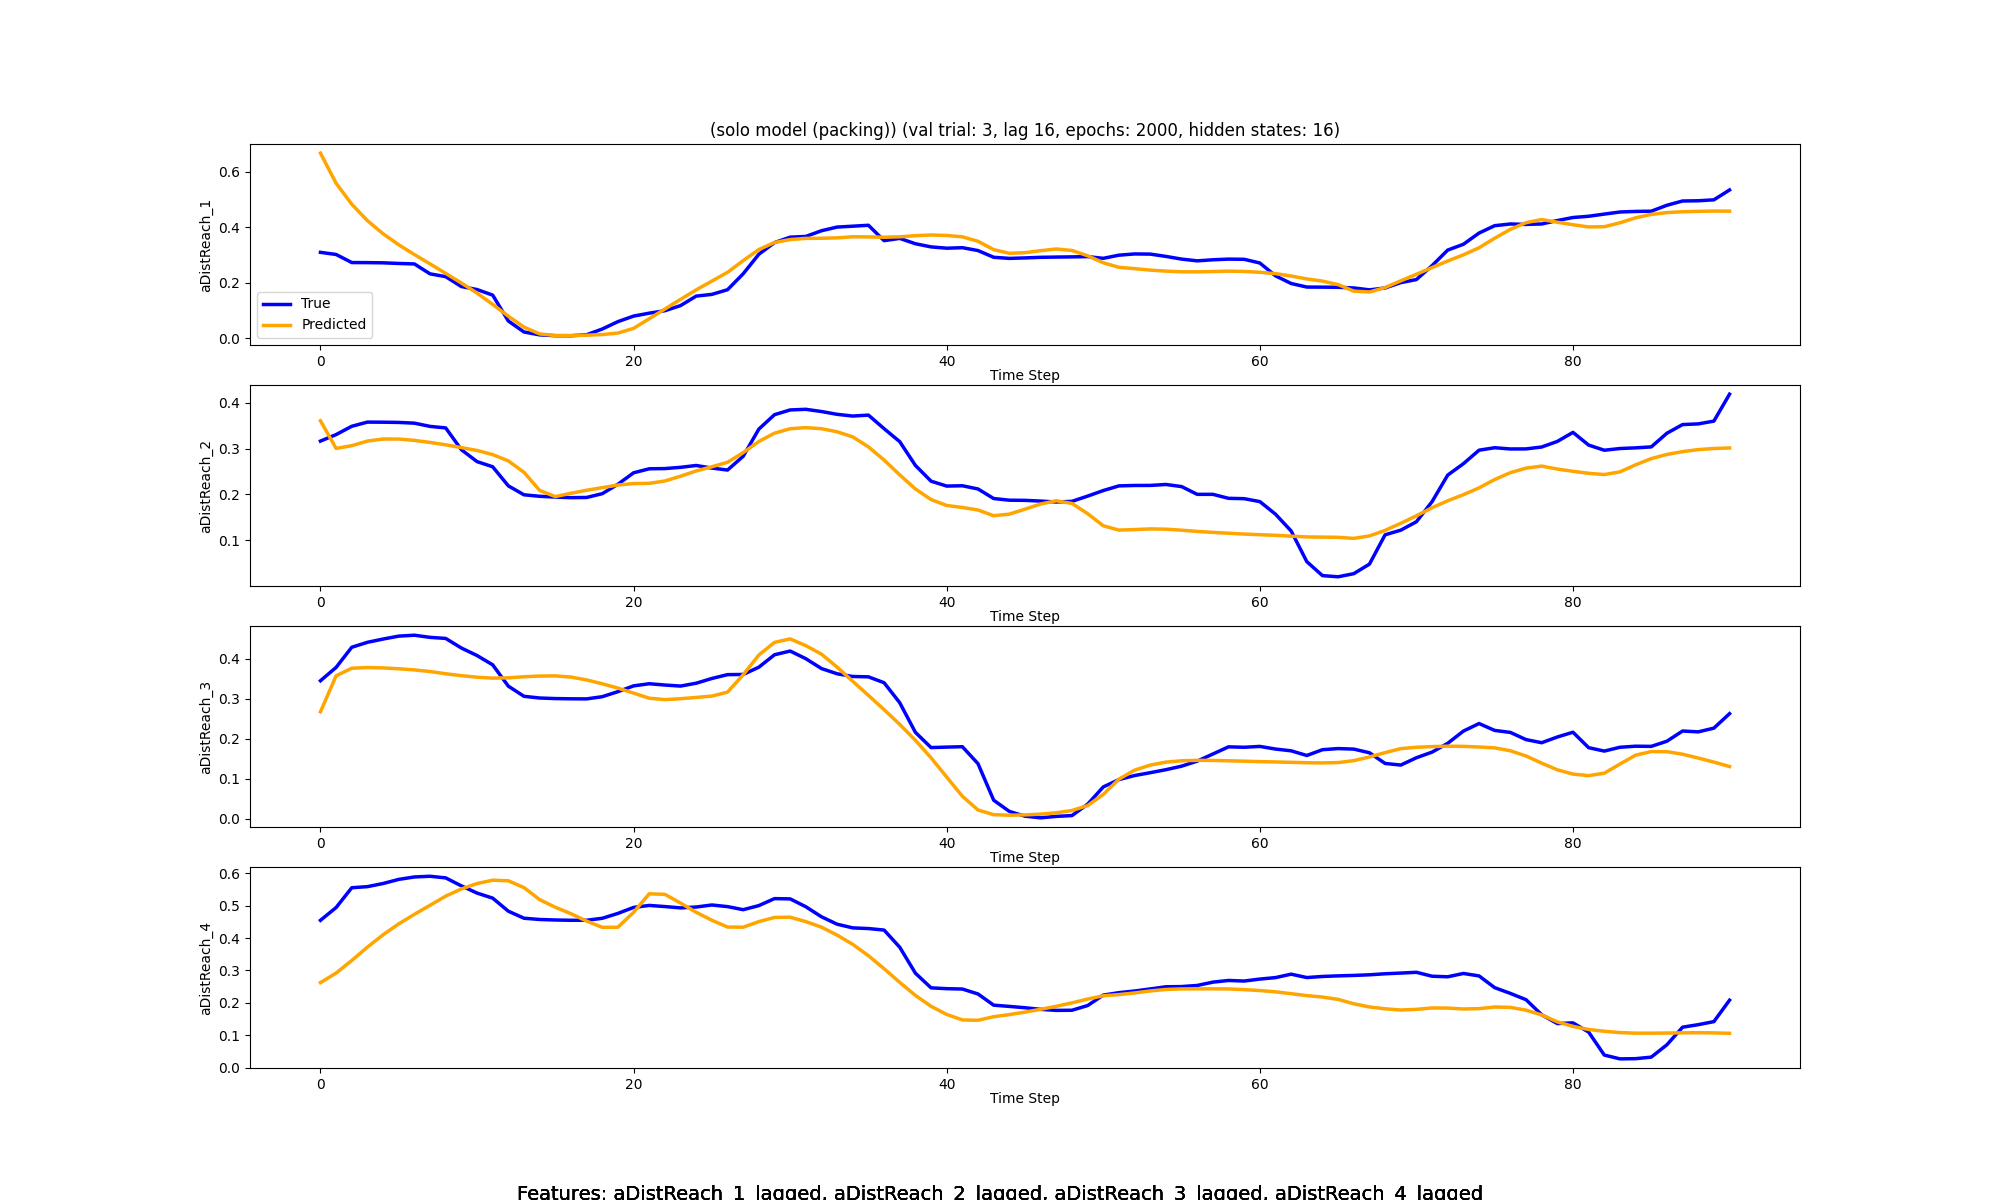 (solo model (packing)) (val trial: 3, lag 16, epochs: 2000, hidden states: 16)
0.6
0.4
0.2
0.0
aDistReach_1
True
Predicted
0 20 40 60 80
Time Step
0.4
0.3
0.2
0.1
aDistReach_2
0 20 40 60 80
Time Step
0.4
0.3
0.2
0.1
0.0
aDistReach_3
0 20 40 60 80
Time Step
0.6
0.5
0.4
0.3
0.2
0.1
0.0
aDistReach_4
0 20 40 60 80
Time Step
Features: aDistReach_1_lagged, aDistReach_2_lagged, aDistReach_3_lagged, aDistReach_4_lagged